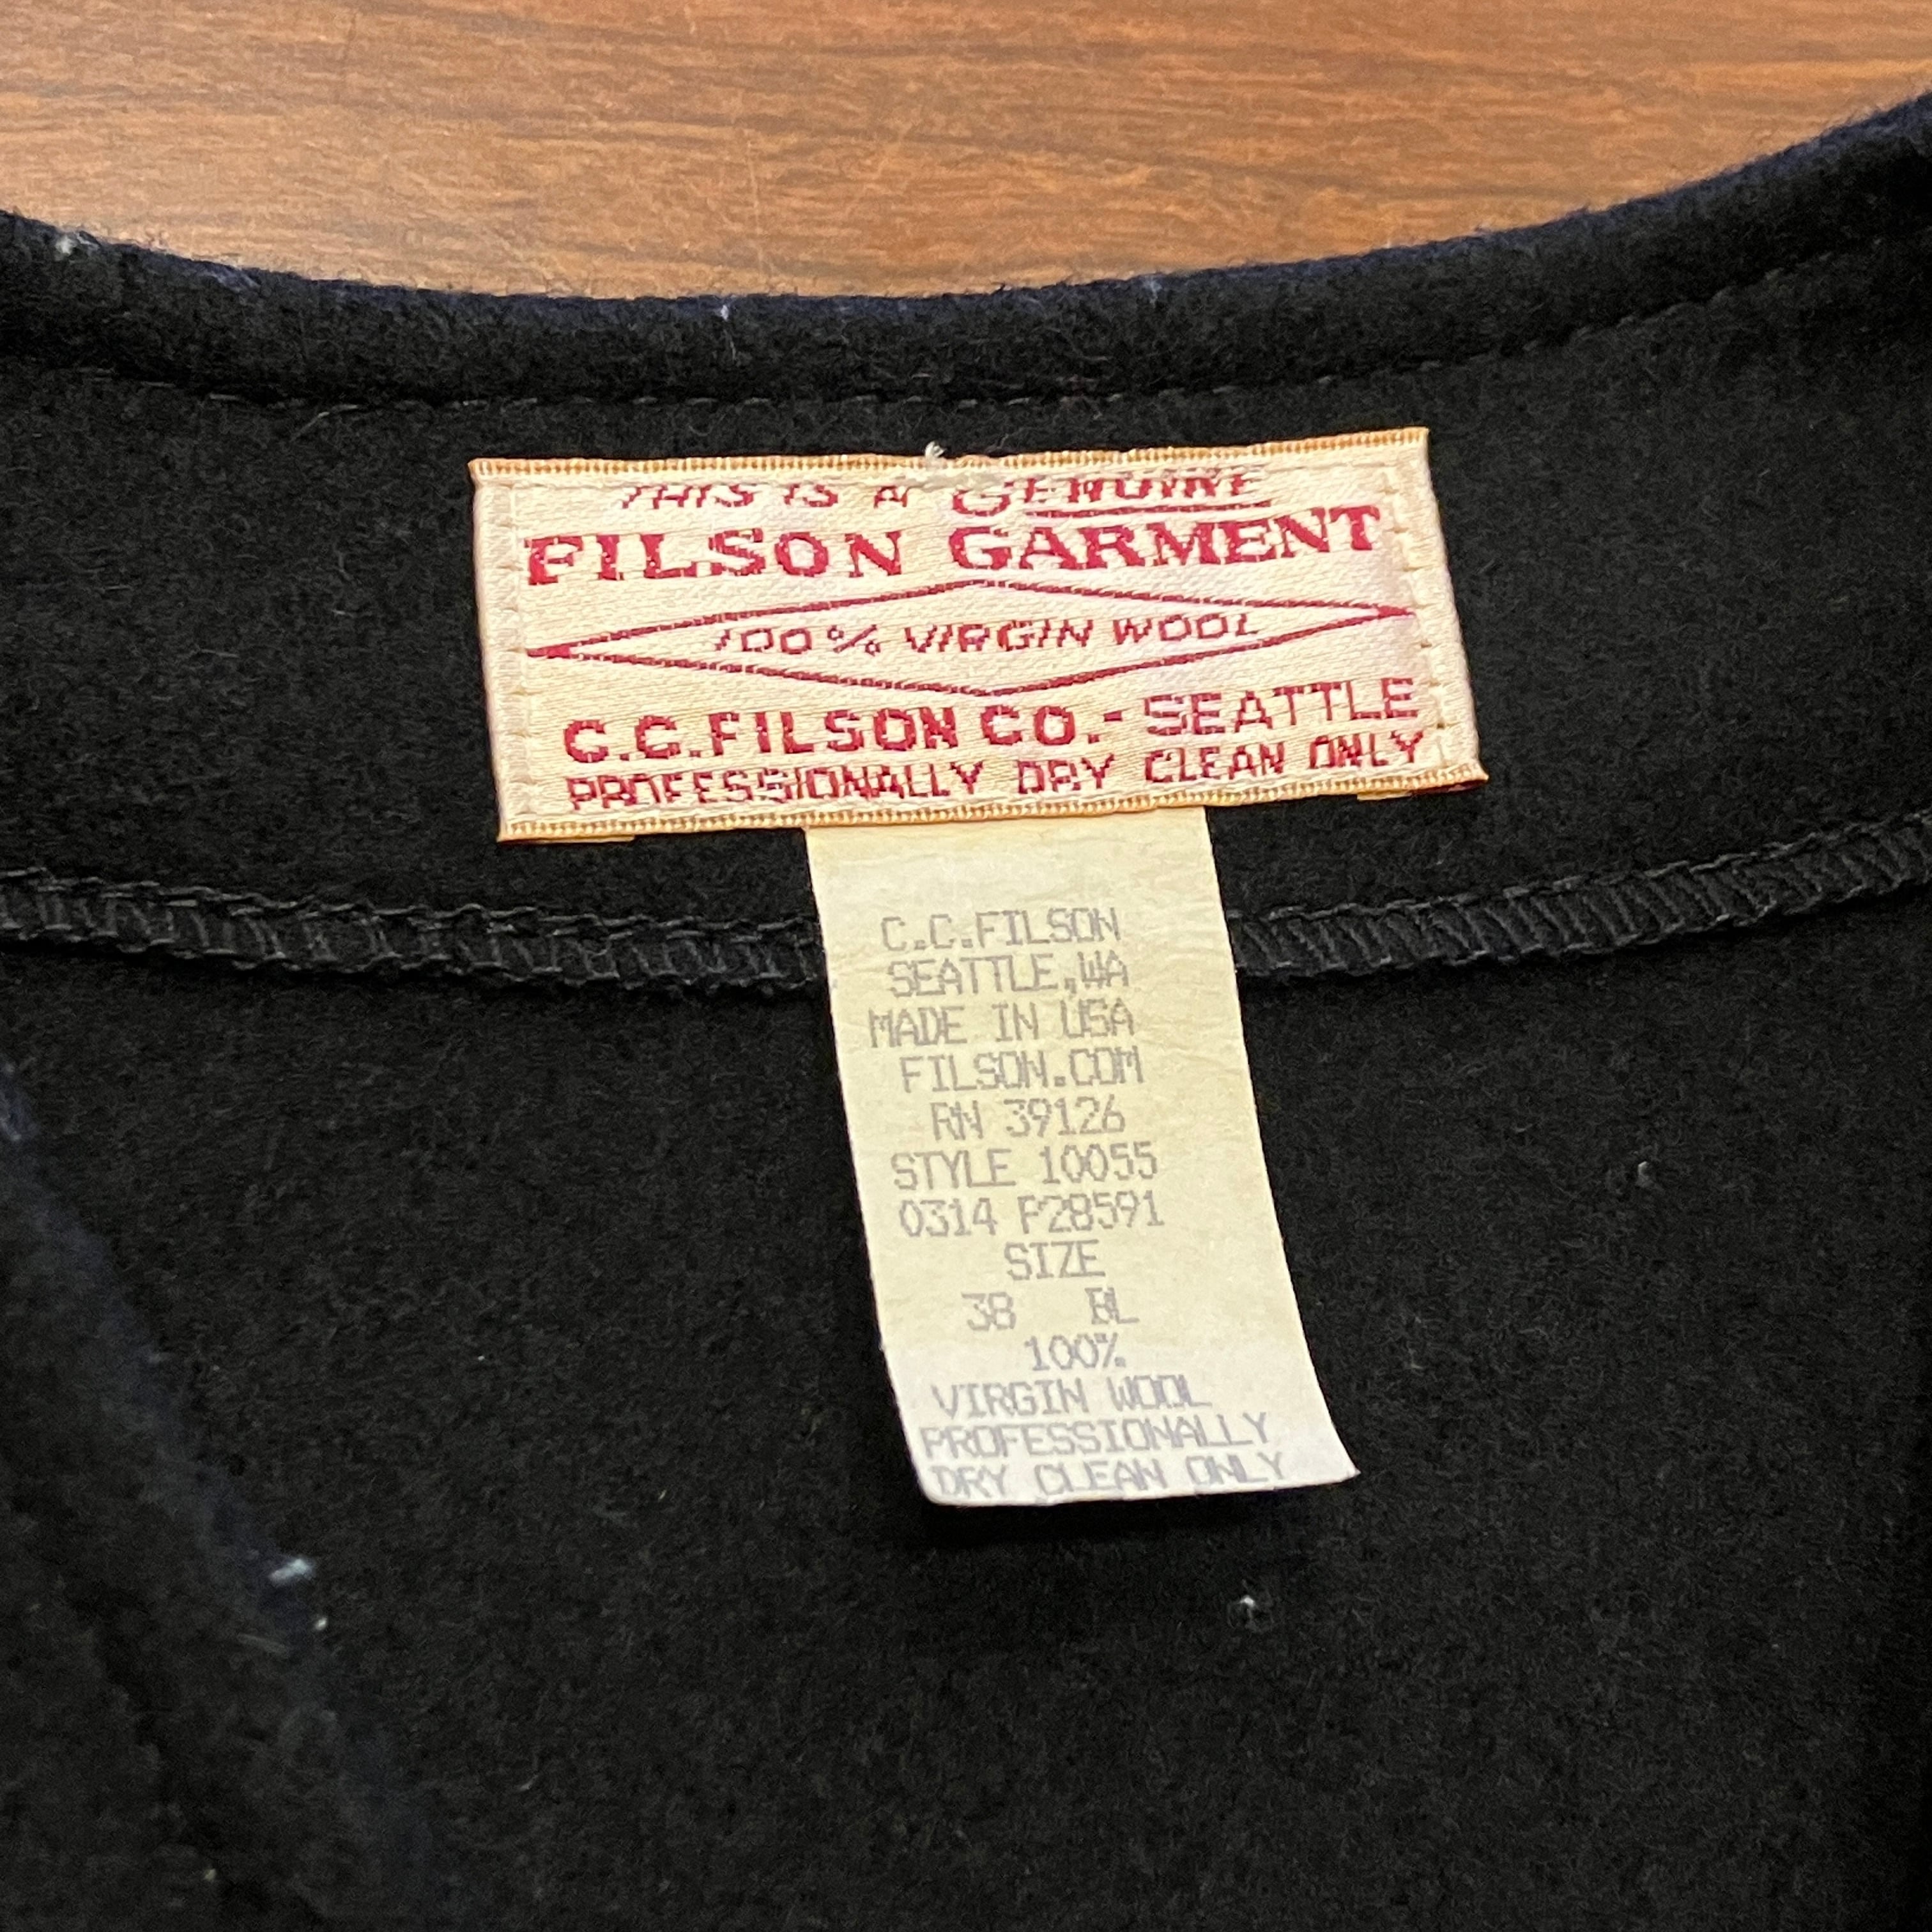 THIS IS A GENUINE
FILSON GARMENT
100% VIRGIN WOOL
C.C.FILSON CO.-SEATTLE
PROFESSIONALLY DRY CLEAN ONLY
C.C.FILSON
SEATTLE,WA
MADE IN USA
FILSON.COM
RN 39126
STYLE 10055
0314 P28591
SIZE
38 BL
100%
VIRGIN WOOL
PROFESSIONALLY
DRY CLEAN ONLY